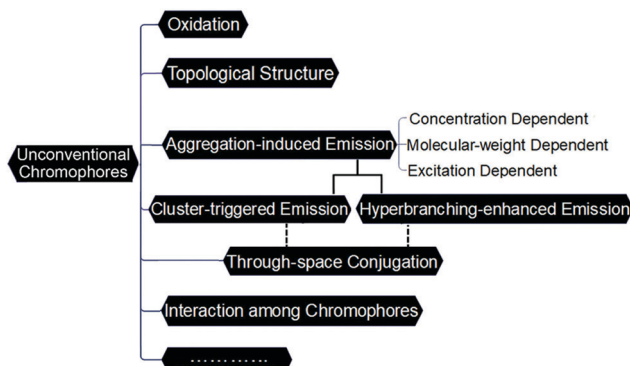 Oxidation
Topological Structure
Unconventional
Chromophores
Aggregation-induced Emission
Concentration Dependent
Molecular-weight Dependent
Excitation Dependent
Cluster-triggered Emission
Hyperbranching-enhanced Emission
Through-space Conjugation
Interaction among Chromophores
…………